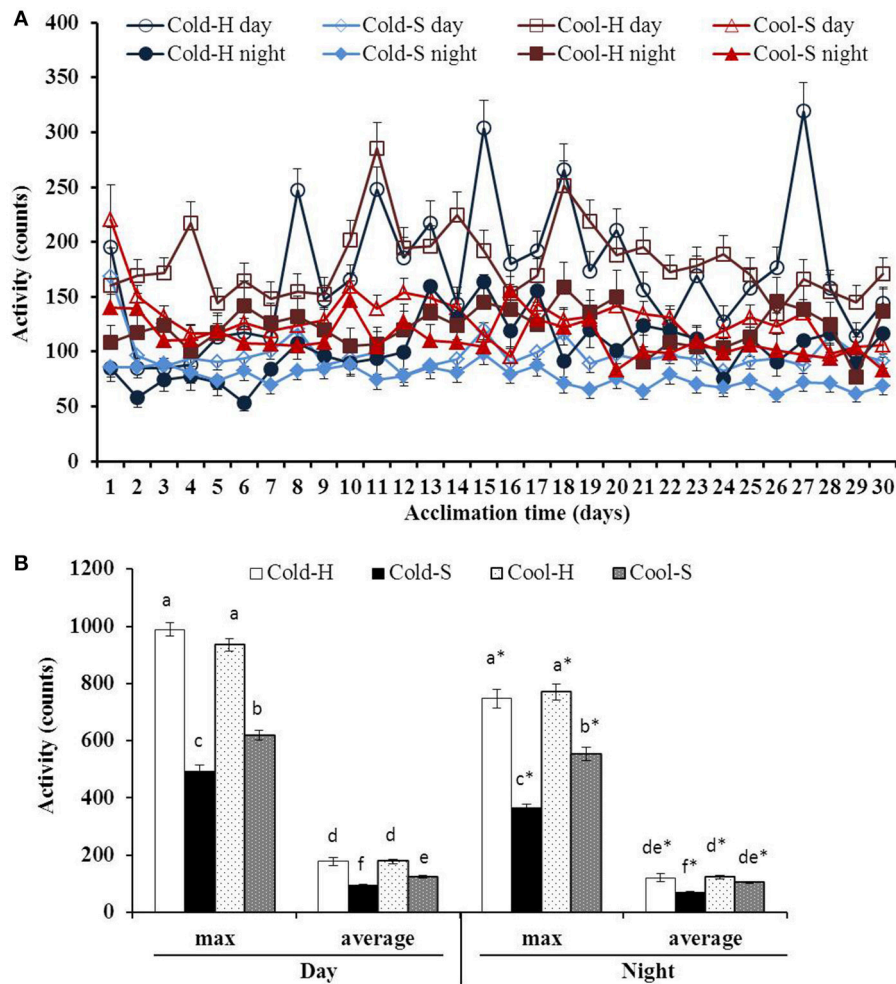 A
400
350
300
250
200
150
100
50
0
Activity (counts)
Cold-H day Cold-S day Cool-H day Cool-S day
Cold-H night Cold-S night Cool-H night Cool-S night
1 2 3 4 5 6 7 8 9 10 11 12 13 14 15 16 17 18 19 20 21 22 23 24 25 26 27 28 29 30
Acclimation time (days)
B
1200
1000
800
600
400
200
0
Activity (counts)
Cold-H Cold-S Cool-H Cool-S
a c a b d f d e a* c* a* b* de* f* d* de*
max average max average
Day Night